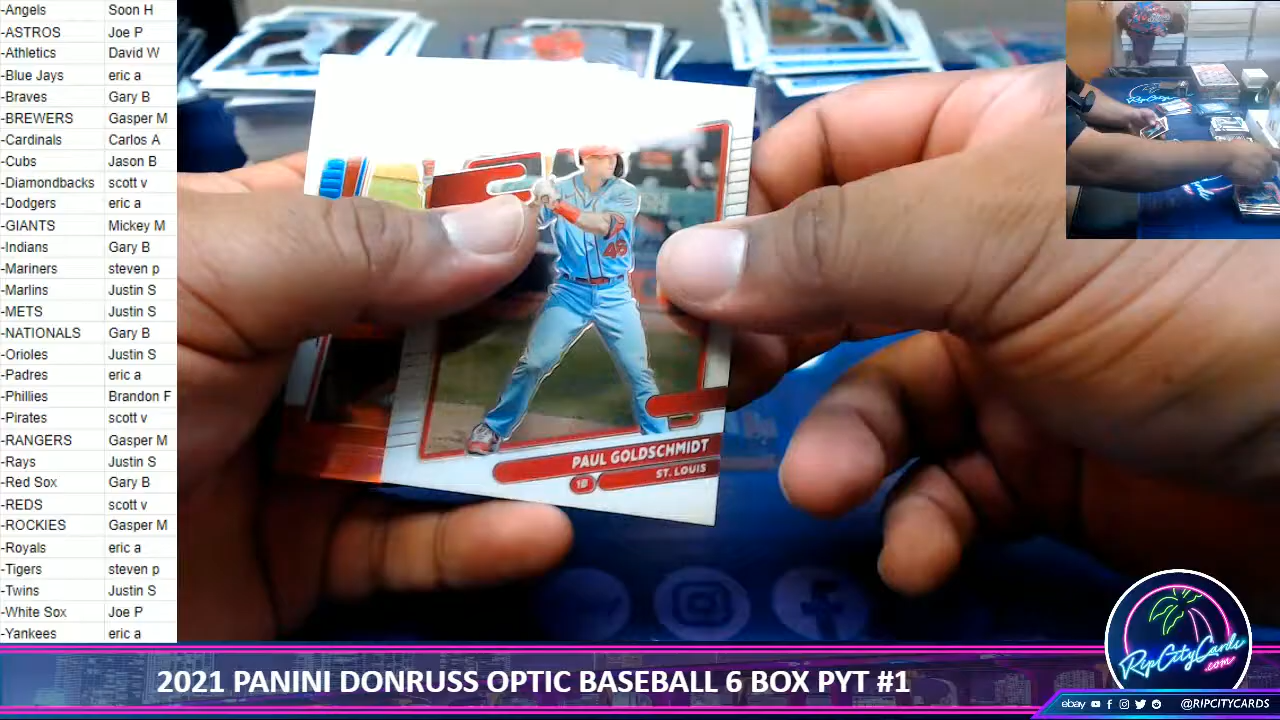 -Angels Soon H
-ASTROS Joe P
-Athletics David W
-Blue Jays eric a
-Braves Gary B
-BREWERS Gasper M
-Cardinals Carlos A
-Cubs Jason B
-Diamondbacks scott v
-Dodgers eric a
-GIANTS Mickey M
-Indians Gary B
-Mariners steven p
-Marlins Justin S
-METS Justin S
-NATIONALS Gary B
-Orioles Justin S
-Padres eric a
-Phillies Brandon F
-Pirates scott v
-RANGERS Gasper M
-Rays Justin S
-Red Sox Gary B
-REDS scott v
-ROCKIES Gasper M
-Royals eric a
-Tigers steven p
-Twins Justin S
-White Sox Joe P
-Yankees eric a
46
PAUL GOLDSCHMIDT
1B ST. LOUIS
RipCityCards
.com
2021 PANINI DONRUSS OPTIC BASEBALL 6 BOX PYT #1
ebay @RIPCITYCARDS